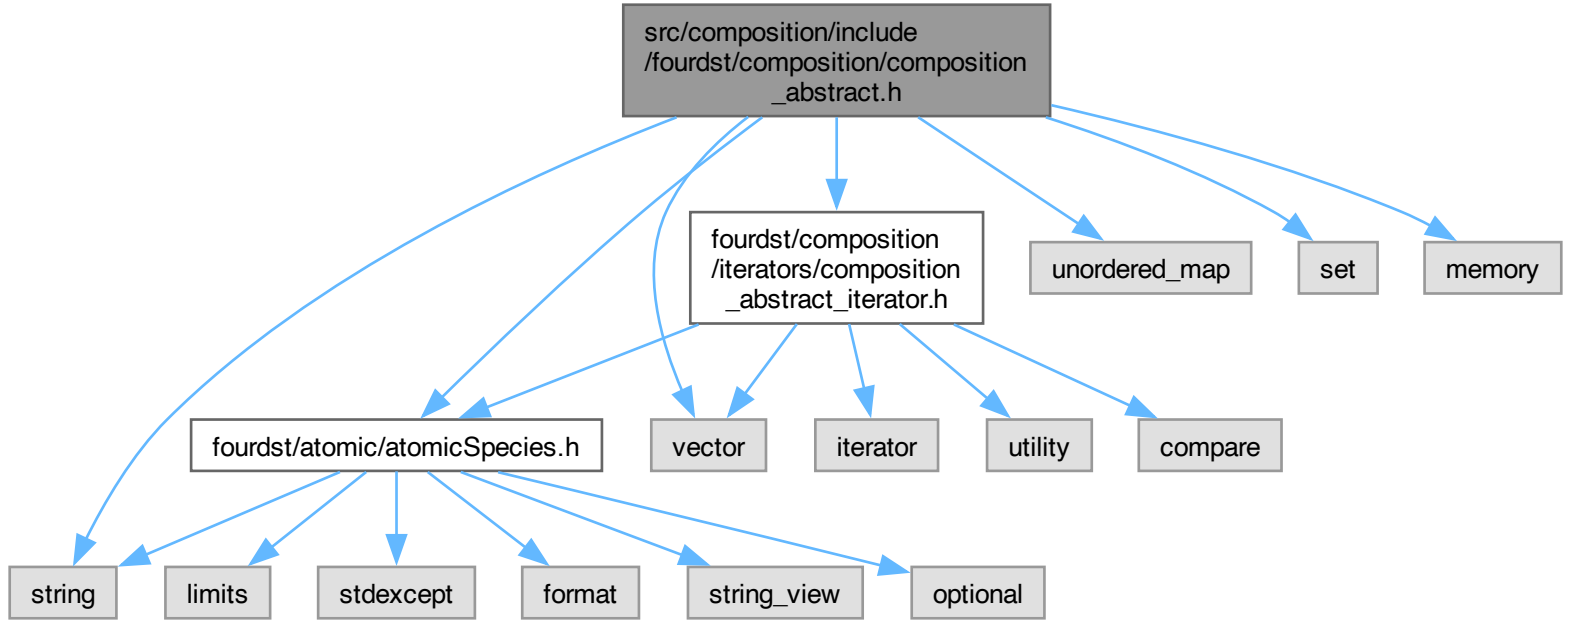 src/composition/include
/fourdst/composition/composition
_abstract.h
fourdst/composition
/iterators/composition
_abstract_iterator.h
unordered_map
set
memory
fourdst/atomic/atomicSpecies.h
vector
iterator
utility
compare
string
limits
stdexcept
format
string_view
optional